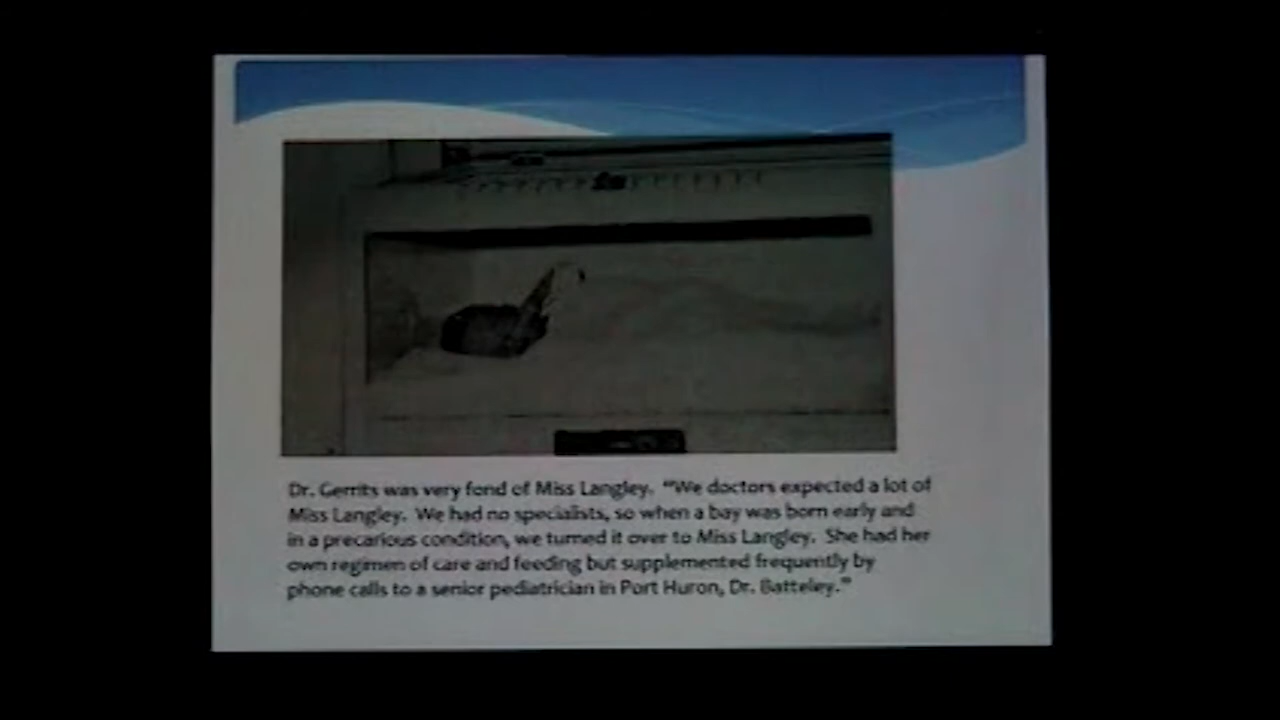 Dr. Gerrits was very fond of Miss Langley. "We doctors expected a lot of
Miss Langley. We had no specialists, so when a bay was born early and
in a precarious condition, we turned it over to Miss Langley. She had her
own regimen of care and feeding but supplemented frequently by
phone calls to a senior pediatrician in Port Huron, Dr. Batteley."